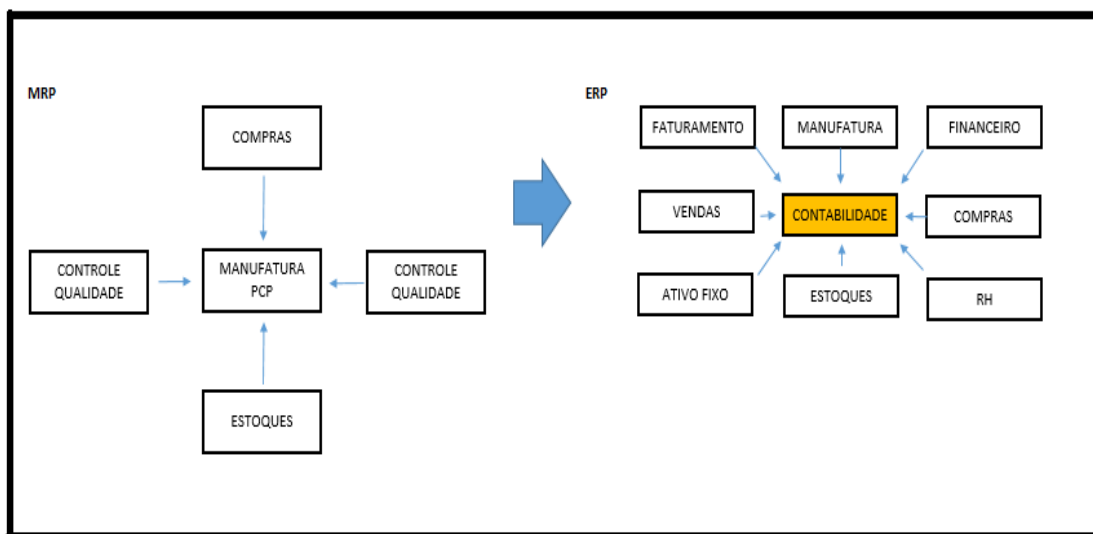 MRP
COMPRAS
CONTROLE
QUALIDADE
MANUFATURA
PCP
CONTROLE
QUALIDADE
ESTOQUES
ERP
FATURAMENTO
MANUFATURA
FINANCEIRO
VENDAS
CONTABILIDADE
COMPRAS
ATIVO FIXO
ESTOQUES
RH